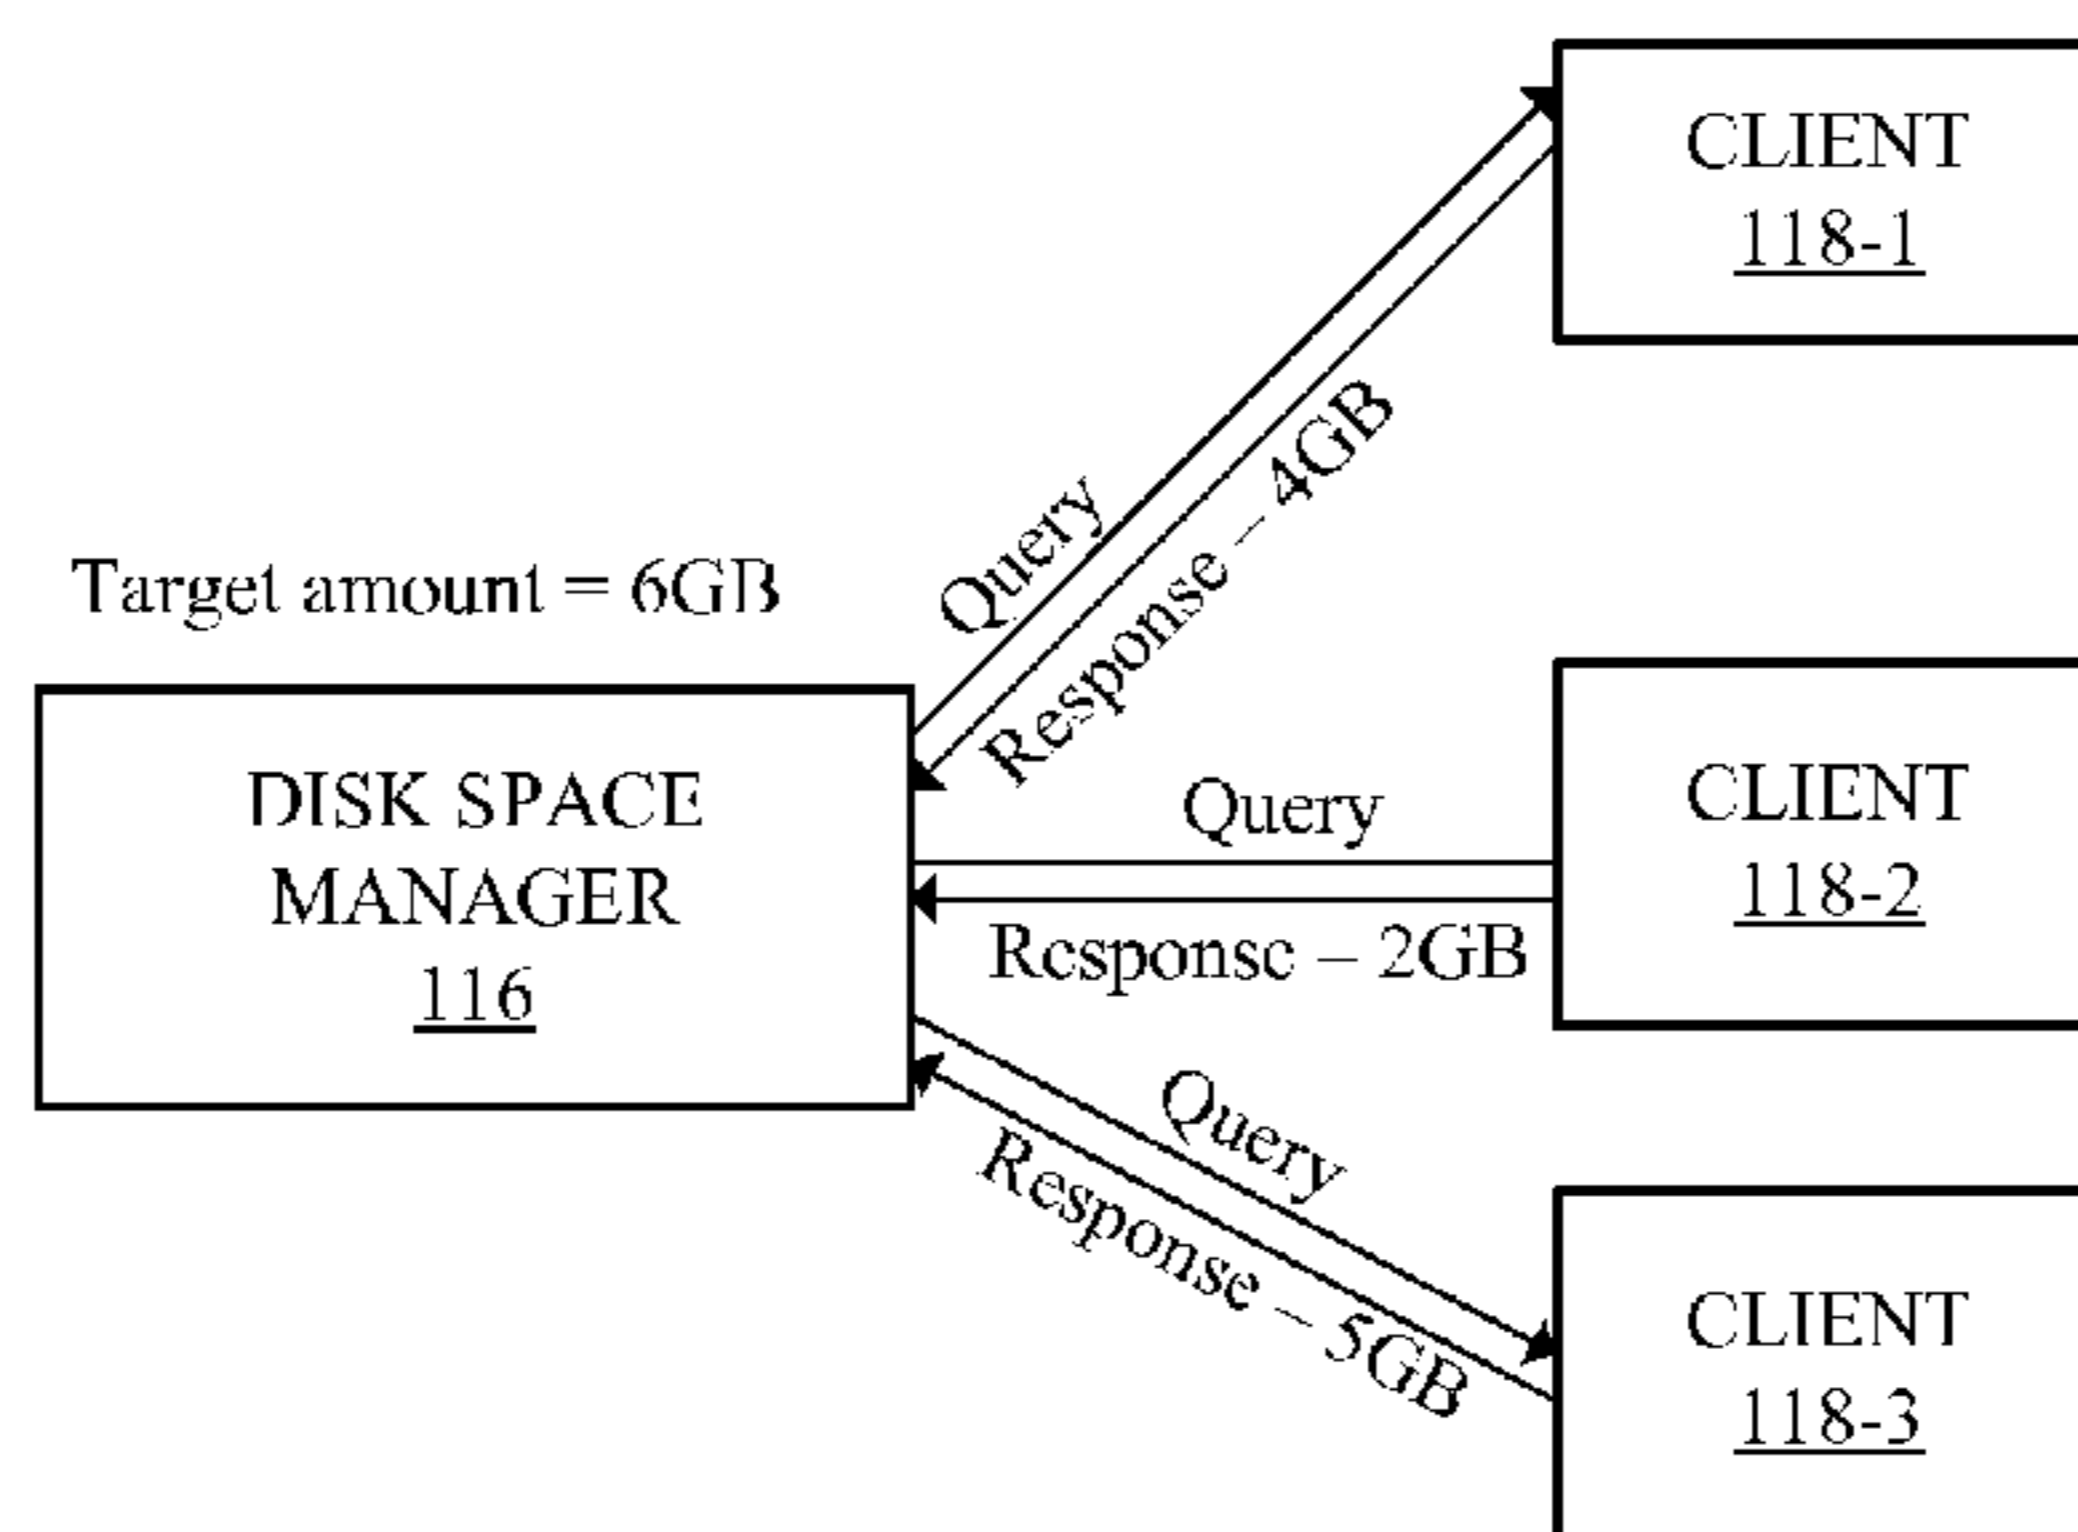 CLIENT
118-1
Query
Response – 4GB
Target amount = 6GB
DISK SPACE
MANAGER
116
Query
Response – 2GB
CLIENT
118-2
Query
Response – 5GB
CLIENT
118-3